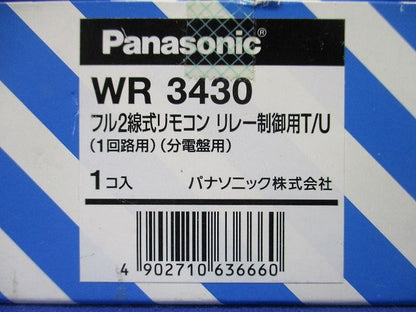 Panasonic®
WR 3430
フル2線式リモコン リレー制御用T/U
(1回路用)(分電盤用)
1コ入 パナソニック株式会社
4 902710 636660